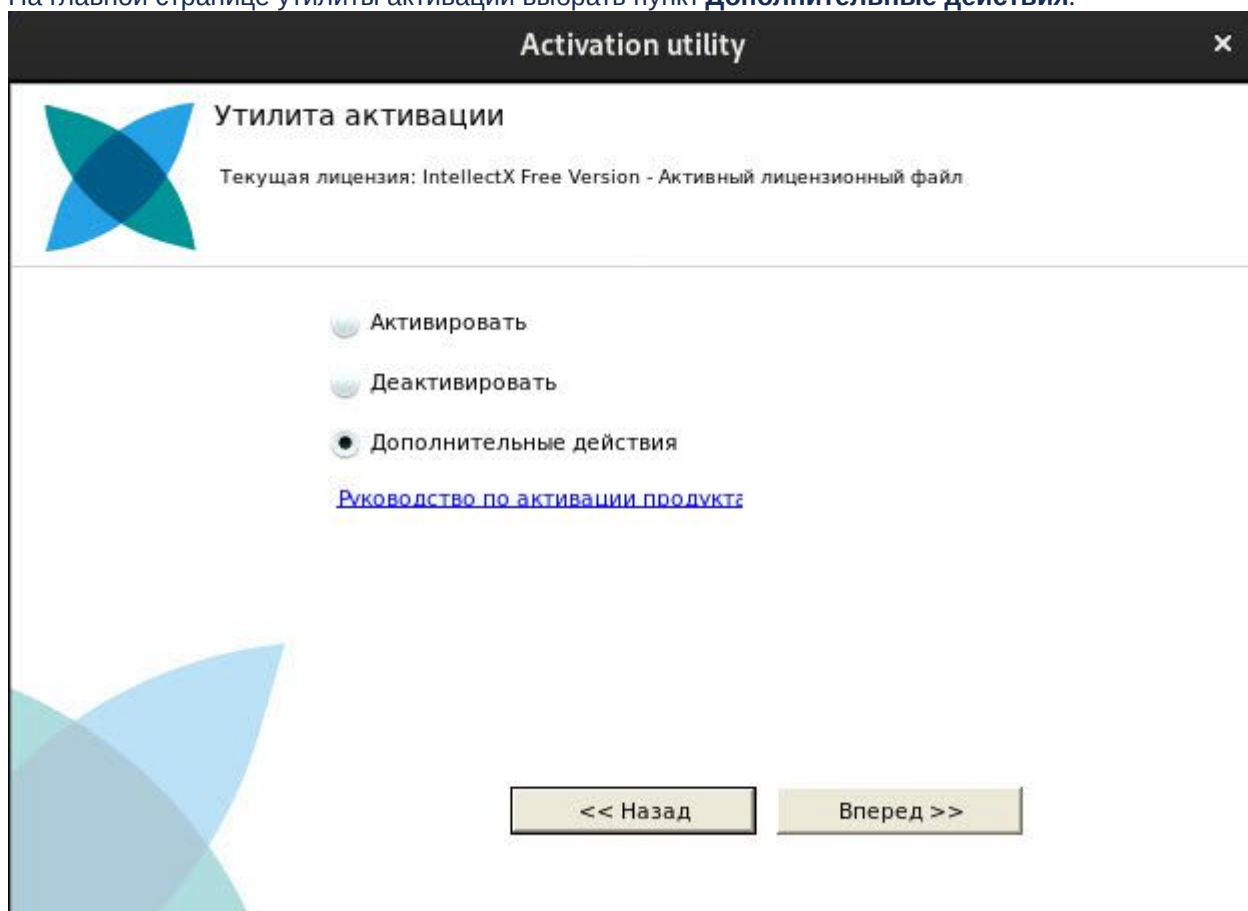 На главной странице утилиты активации выбрать пункт Дополнительные действия.
Activation utility
Утилита активации
Текущая лицензия: IntellectX Free Version - Активный лицензионный файл
Активировать
Деактивировать
Дополнительные действия
Руководство по активации продукта
<< Назад
Вперед >>